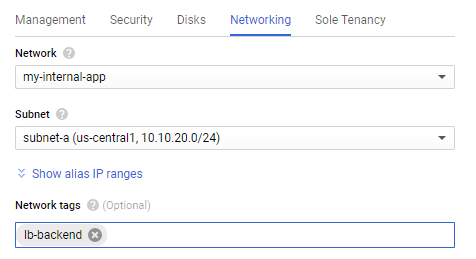 Management Security Disks Networking Sole Tenancy
Network
my-internal-app
Subnet
subnet-a (us-central1, 10.10.20.0/24)
Show alias IP ranges
Network tags (Optional)
lb-backend